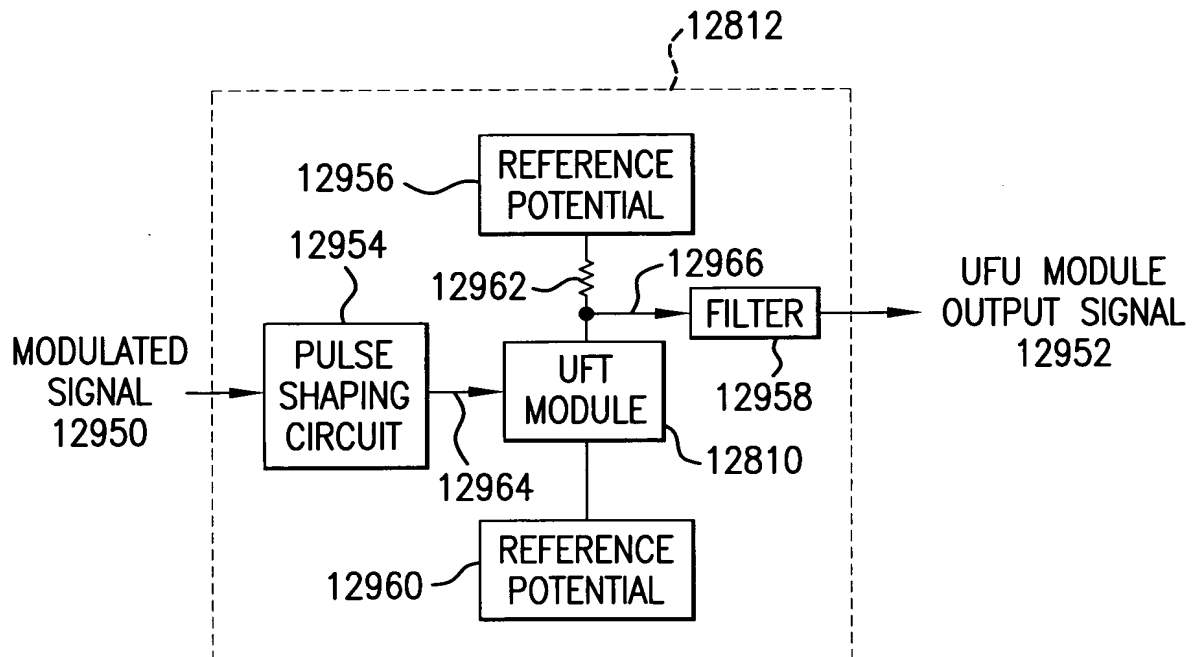 12812
12956
REFERENCE
POTENTIAL
12954
12962
12966
UFU MODULE
OUTPUT SIGNAL
12952
FILTER
MODULATED
SIGNAL
12950
PULSE
SHAPING
CIRCUIT
UFT
MODULE
12958
12964
12810
12960
REFERENCE
POTENTIAL